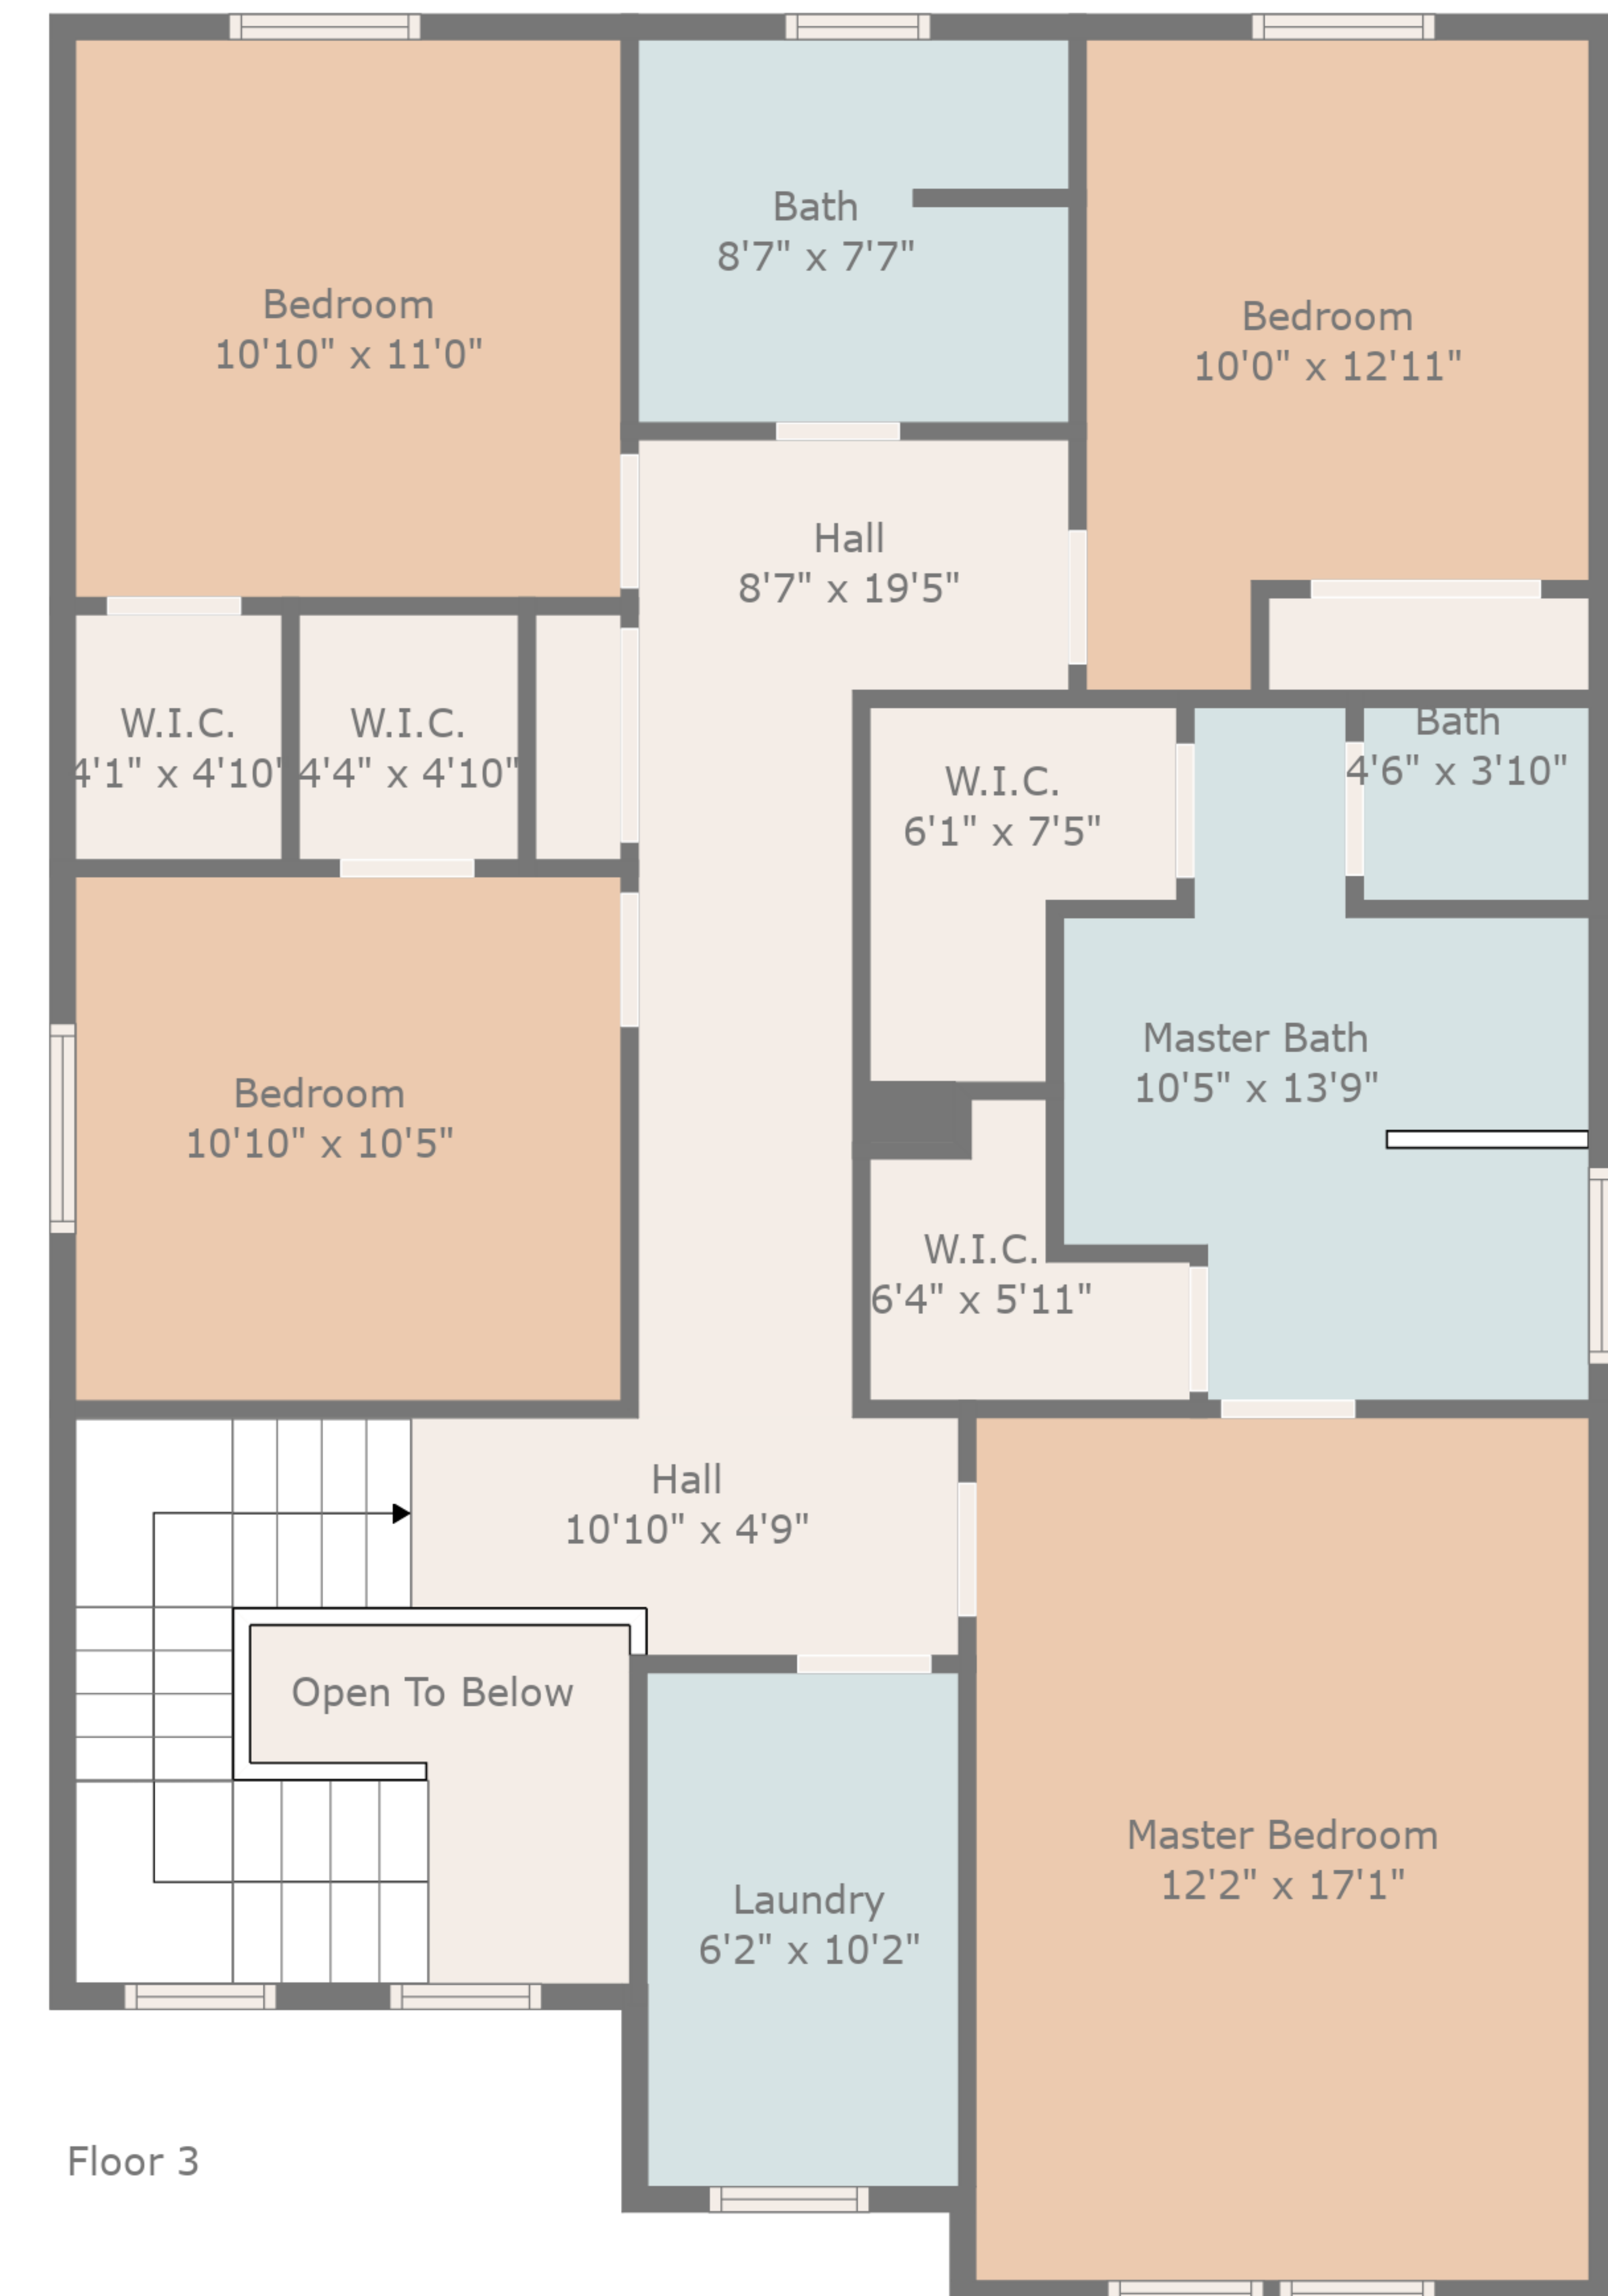 Bedroom
10'10" x 11'0"
Bath
8'7" x 7'7"
Bedroom
10'0" x 12'11"
Hall
8'7" x 19'5"
W.I.C.
4'1" x 4'10"
W.I.C.
4'4" x 4'10"
W.I.C.
6'1" x 7'5"
Bath
4'6" x 3'10"
Bedroom
10'10" x 10'5"
Master Bath
10'5" x 13'9"
W.I.C.
6'4" x 5'11"
Hall
10'10" x 4'9"
Open To Below
Laundry
6'2" x 10'2"
Master Bedroom
12'2" x 17'1"
Floor 3